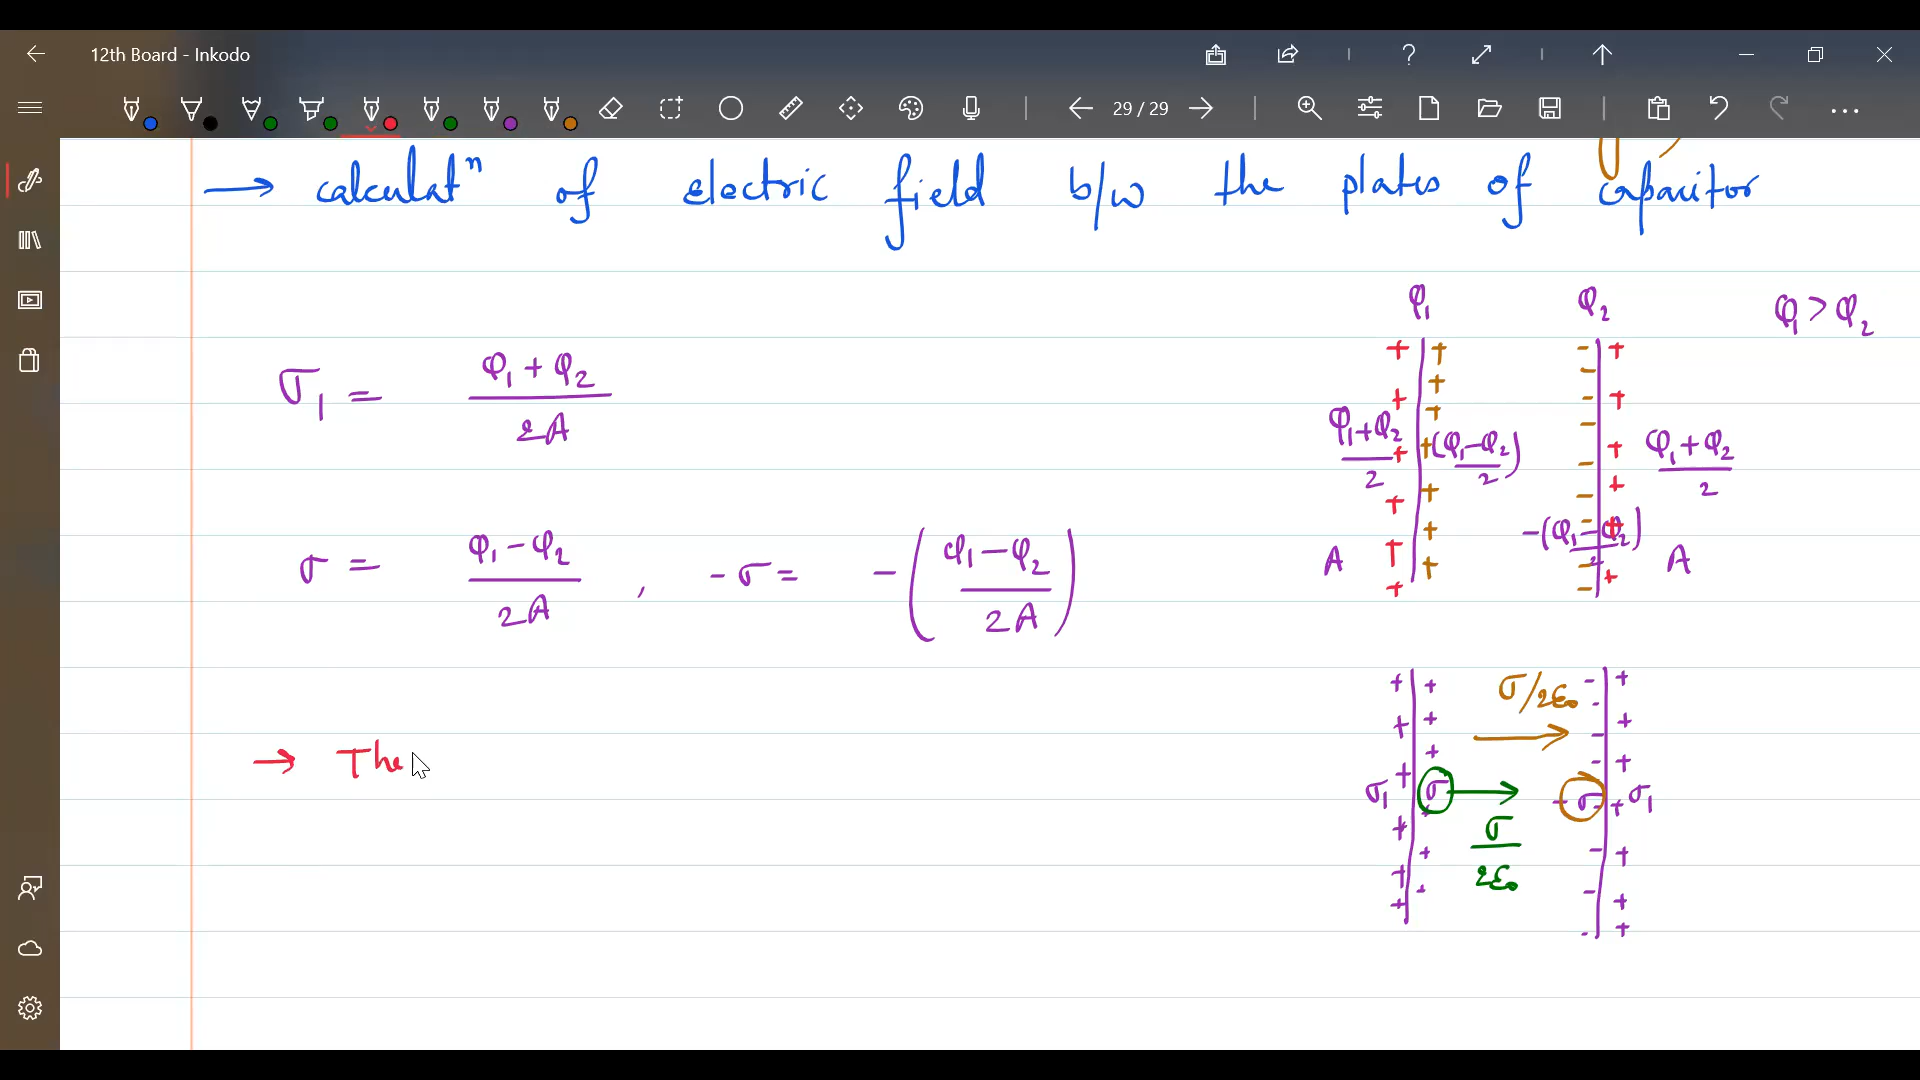 12th Board - Inkodo
29 / 29
→ calculatⁿ of electric field b/w the plates of capacitor
Q₁ Q₂ Q₁ > Q₂
σ₁ = (Q₁ + Q₂) / 2A
(Q₁ + Q₂) / 2 (Q₁ - Q₂) / 2 (Q₁ + Q₂) / 2
σ = (Q₁ - Q₂) / 2A , -σ = -((Q₁ - Q₂) / 2A)
-(Q₁ - Q₂) / 2
A A
σ/2ε₀
→ The
σ₁ σ -σ σ₁
σ / 2ε₀